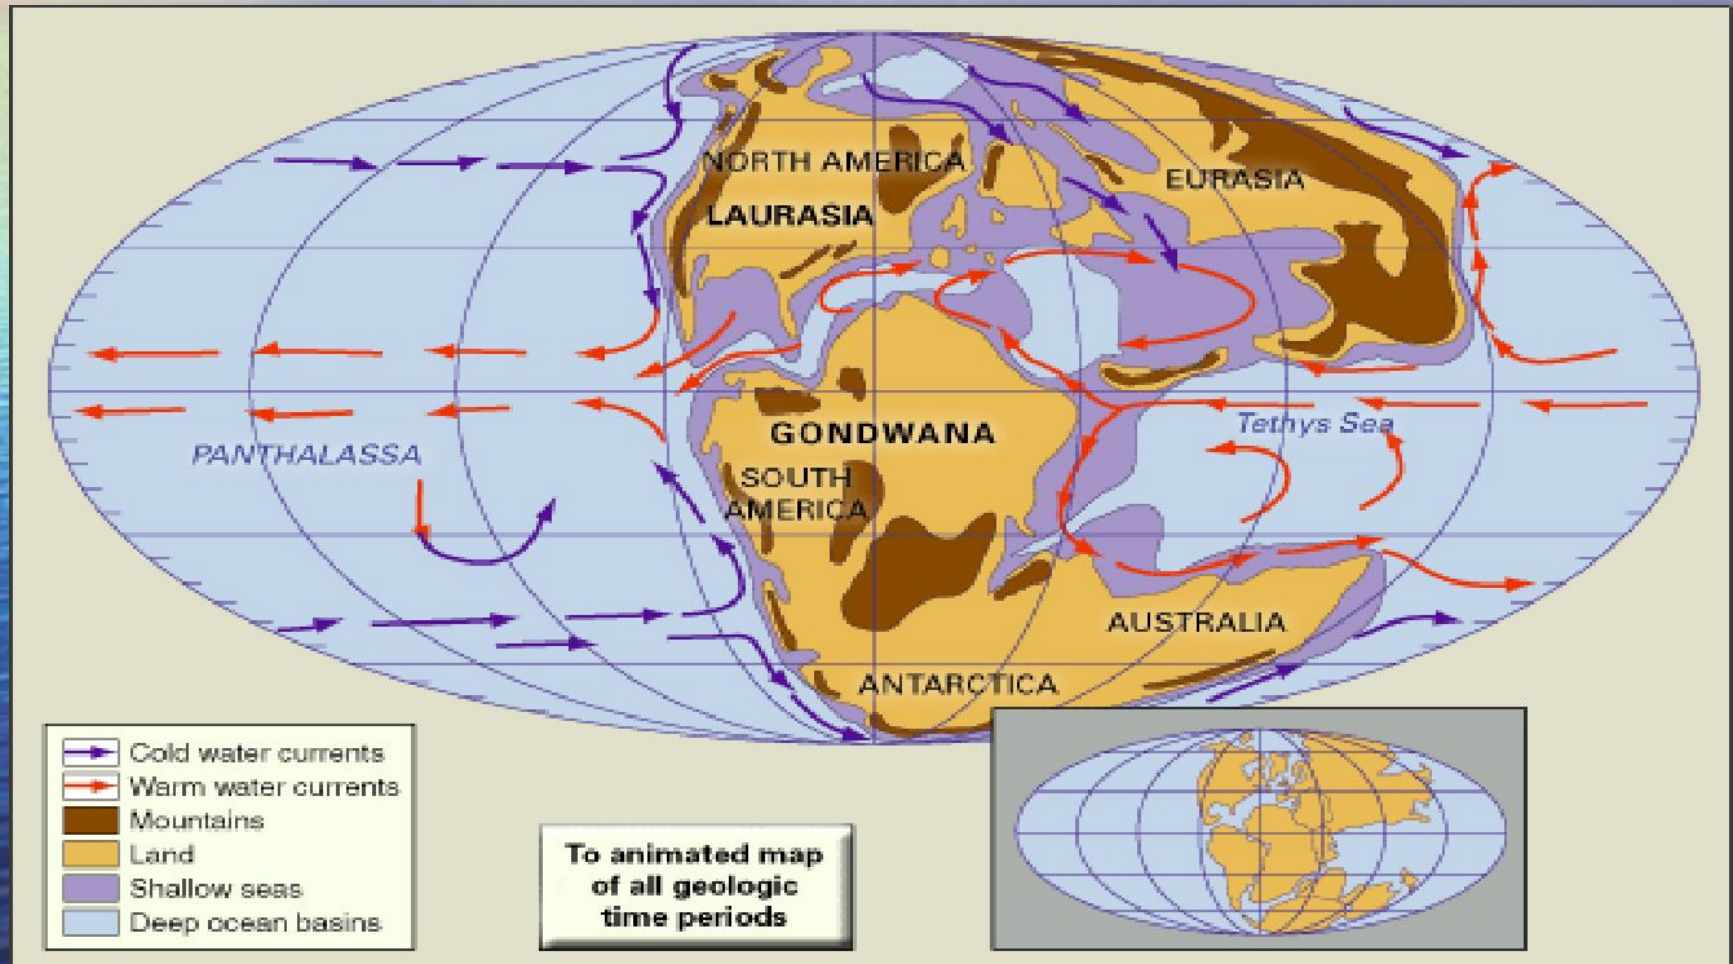 NORTH AMERICA
EURASIA
LAURASIA
Tethys Sea
GONDWANA
PANTHALASSA
SOUTH
AMERICA
AUSTRALIA
ANTARCTICA
Cold water currents
Warm water currents
Mountains
Land
Shallow seas
Deep ocean basins
To animated map
of all geologic
time periods